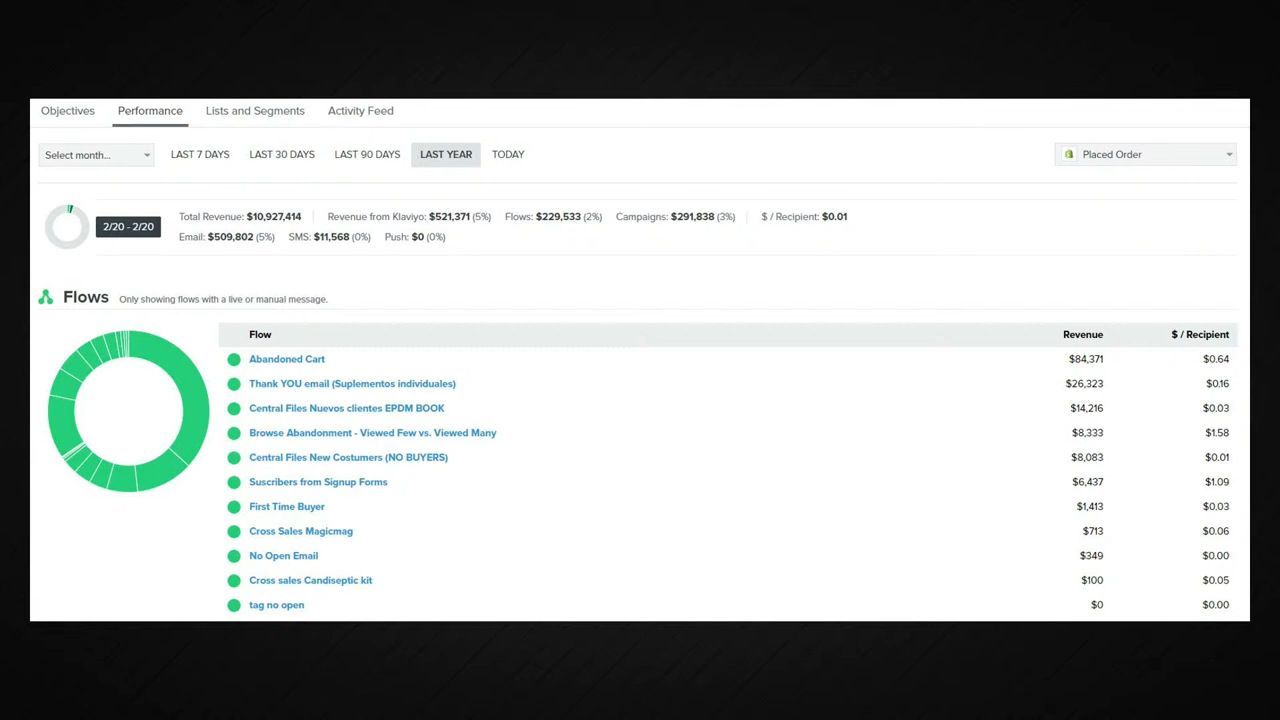 Objectives Performance Lists and Segments Activity Feed
Select month... LAST 7 DAYS LAST 30 DAYS LAST 90 DAYS LAST YEAR TODAY Placed Order
2/20 - 2/20 Total Revenue: $10,927,414 Revenue from Klaviyo: $521,371 (5%) Flows: $229,533 (2%) Campaigns: $291,838 (3%) $ / Recipient: $0.01
Email: $509,802 (5%) SMS: $11,568 (0%) Push: $0 (0%)
Flows Only showing flows with a live or manual message.
Flow Revenue $ / Recipient
Abandoned Cart $84,371 $0.64
Thank YOU email (Suplementos individuales) $26,323 $0.16
Central Files Nuevos clientes EPDM BOOK $14,216 $0.03
Browse Abandonment - Viewed Few vs. Viewed Many $8,333 $1.58
Central Files New Costumers (NO BUYERS) $8,083 $0.01
Suscribers from Signup Forms $6,437 $1.09
First Time Buyer $1,413 $0.03
Cross Sales Magicmag $713 $0.06
No Open Email $349 $0.00
Cross sales Candiseptic kit $100 $0.05
tag no open $0 $0.00